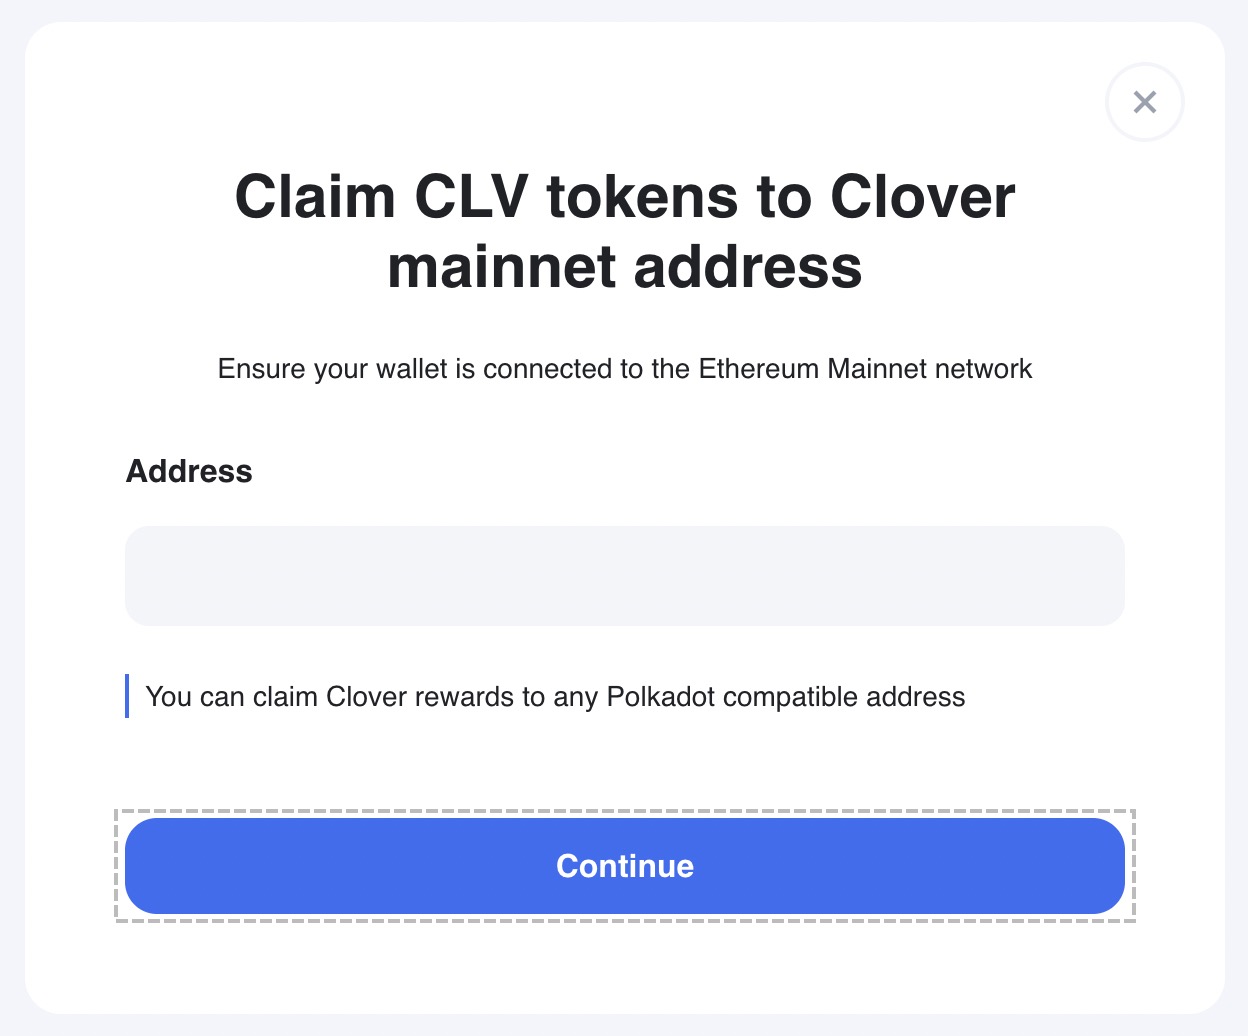 Claim CLV tokens to Clover
mainnet address
Ensure your wallet is connected to the Ethereum Mainnet network
Address
You can claim Clover rewards to any Polkadot compatible address
Continue